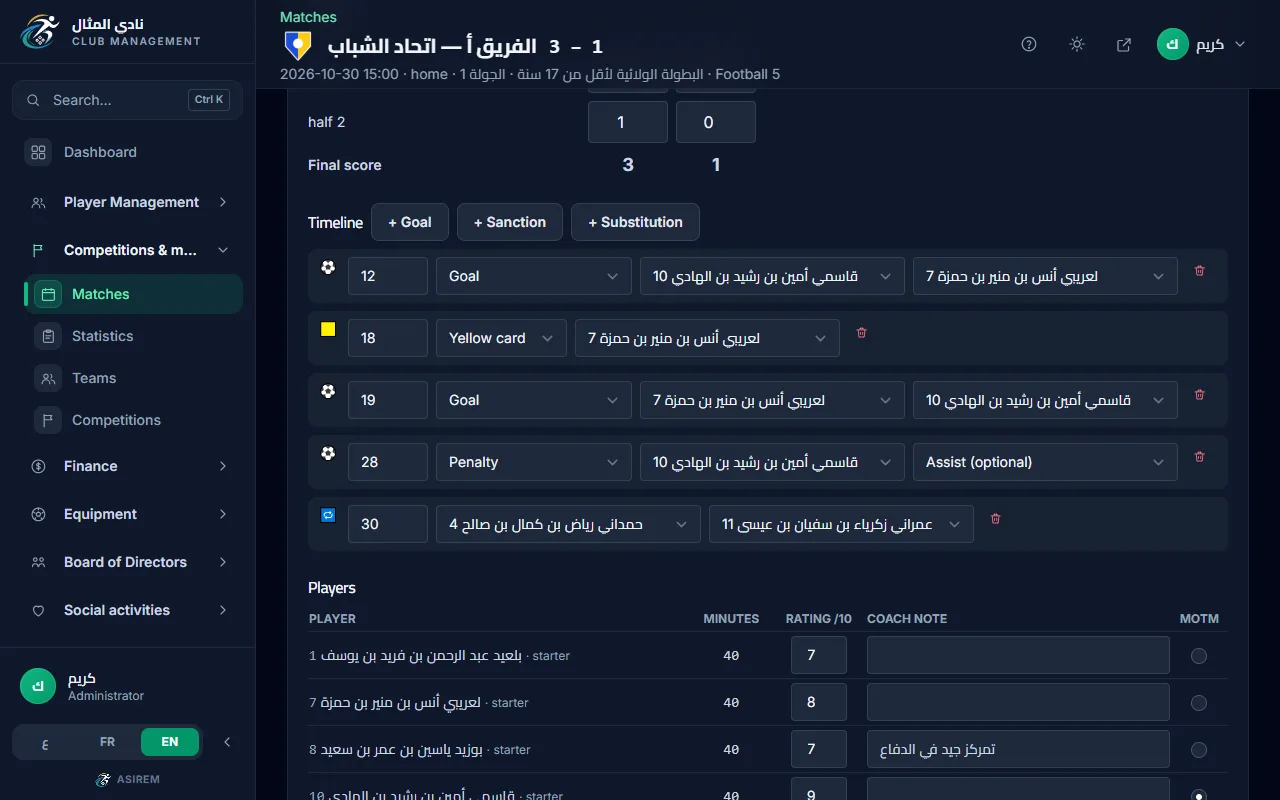 نادي المثال
CLUB MANAGEMENT
Search...
Ctrl K
Dashboard
Player Management
Competitions & m...
Matches
Statistics
Teams
Competitions
Finance
Equipment
Board of Directors
Social activities
كريم
Administrator
ع FR EN
ASIREM
Matches
الفريق أ — اتحاد الشباب 3 – 1
2026-10-30 15:00 · home · البطولة الولائية لأقل من 17 سنة · الجولة 1 · Football 5
ك كريم
half 2 1 0
Final score 3 1
Timeline + Goal + Sanction + Substitution
12 Goal 10 قاسمي أمين بن رشيد بن الهادي 7 لعريبي أنس بن منير بن حمزة
18 Yellow card 7 لعريبي أنس بن منير بن حمزة
19 Goal 7 لعريبي أنس بن منير بن حمزة 10 قاسمي أمين بن رشيد بن الهادي
28 Penalty 10 قاسمي أمين بن رشيد بن الهادي Assist (optional)
30 4 حمداني رياض بن كمال بن صالح 11 عمراني زكرياء بن سفيان بن عيسى
Players
PLAYER MINUTES RATING /10 COACH NOTE MOTM
1 بلعيد عبد الرحمن بن فريد بن يوسف · starter 40 7
7 لعريبي أنس بن منير بن حمزة · starter 40 8
8 بوزيد ياسين بن عمر بن سعيد · starter 40 7 تمركز جيد في الدفاع
10 قاسمي أمين بن رشيد بن الهادي · starter 40 9